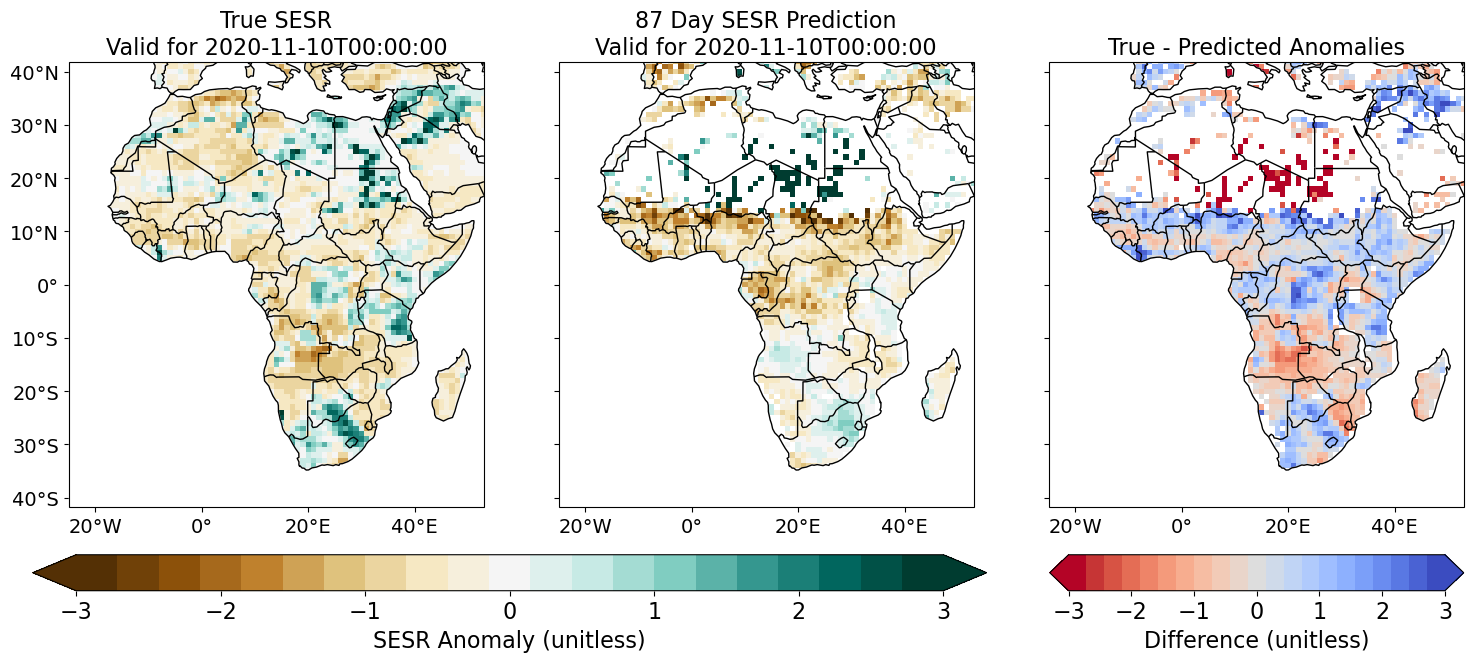 True SESR
Valid for 2020-11-10T00:00:00
87 Day SESR Prediction
Valid for 2020-11-10T00:00:00
True - Predicted Anomalies
40°N
30°N
20°N
10°N
0°
10°S
20°S
30°S
40°S
20°W 0° 20°E 40°E
20°W 0° 20°E 40°E
20°W 0° 20°E 40°E
−3 −2 −1 0 1 2 3
SESR Anomaly (unitless)
−3 −2 −1 0 1 2 3
Difference (unitless)